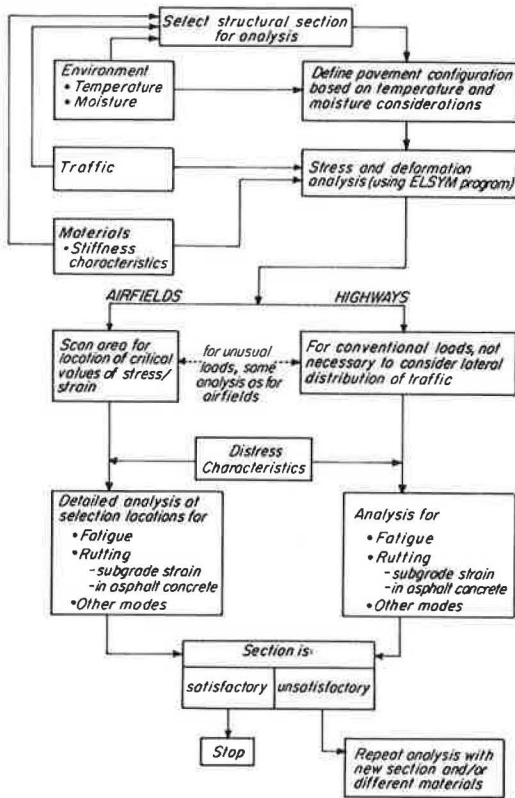 Select structural section
for analysis
Environment
• Temperature
• Moisture
Define pavement configuration
based on temperature and
moisture considerations
Traffic
Stress and deformation
analysis (using ELSYM program)
Materials
• Stiffness
characteristics
AIRFIELDS
HIGHWAYS
Scan area for
location of critical
values of stress/
strain
for unusual
loads, same
analysis as for
airfields
For conventional loads, not
necessary to consider lateral
distribution of traffic
Distress
Characteristics
Detailed analysis at
selection locations for
• Fatigue
• Rutting
- subgrade strain
- in asphalt concrete
• Other modes
Analysis for
• Fatigue
• Rutting
- subgrade strain
- in asphalt concrete
• Other modes
Section is:
satisfactory
unsatisfactory
Stop
Repeat analysis with
new section and/or
different materials